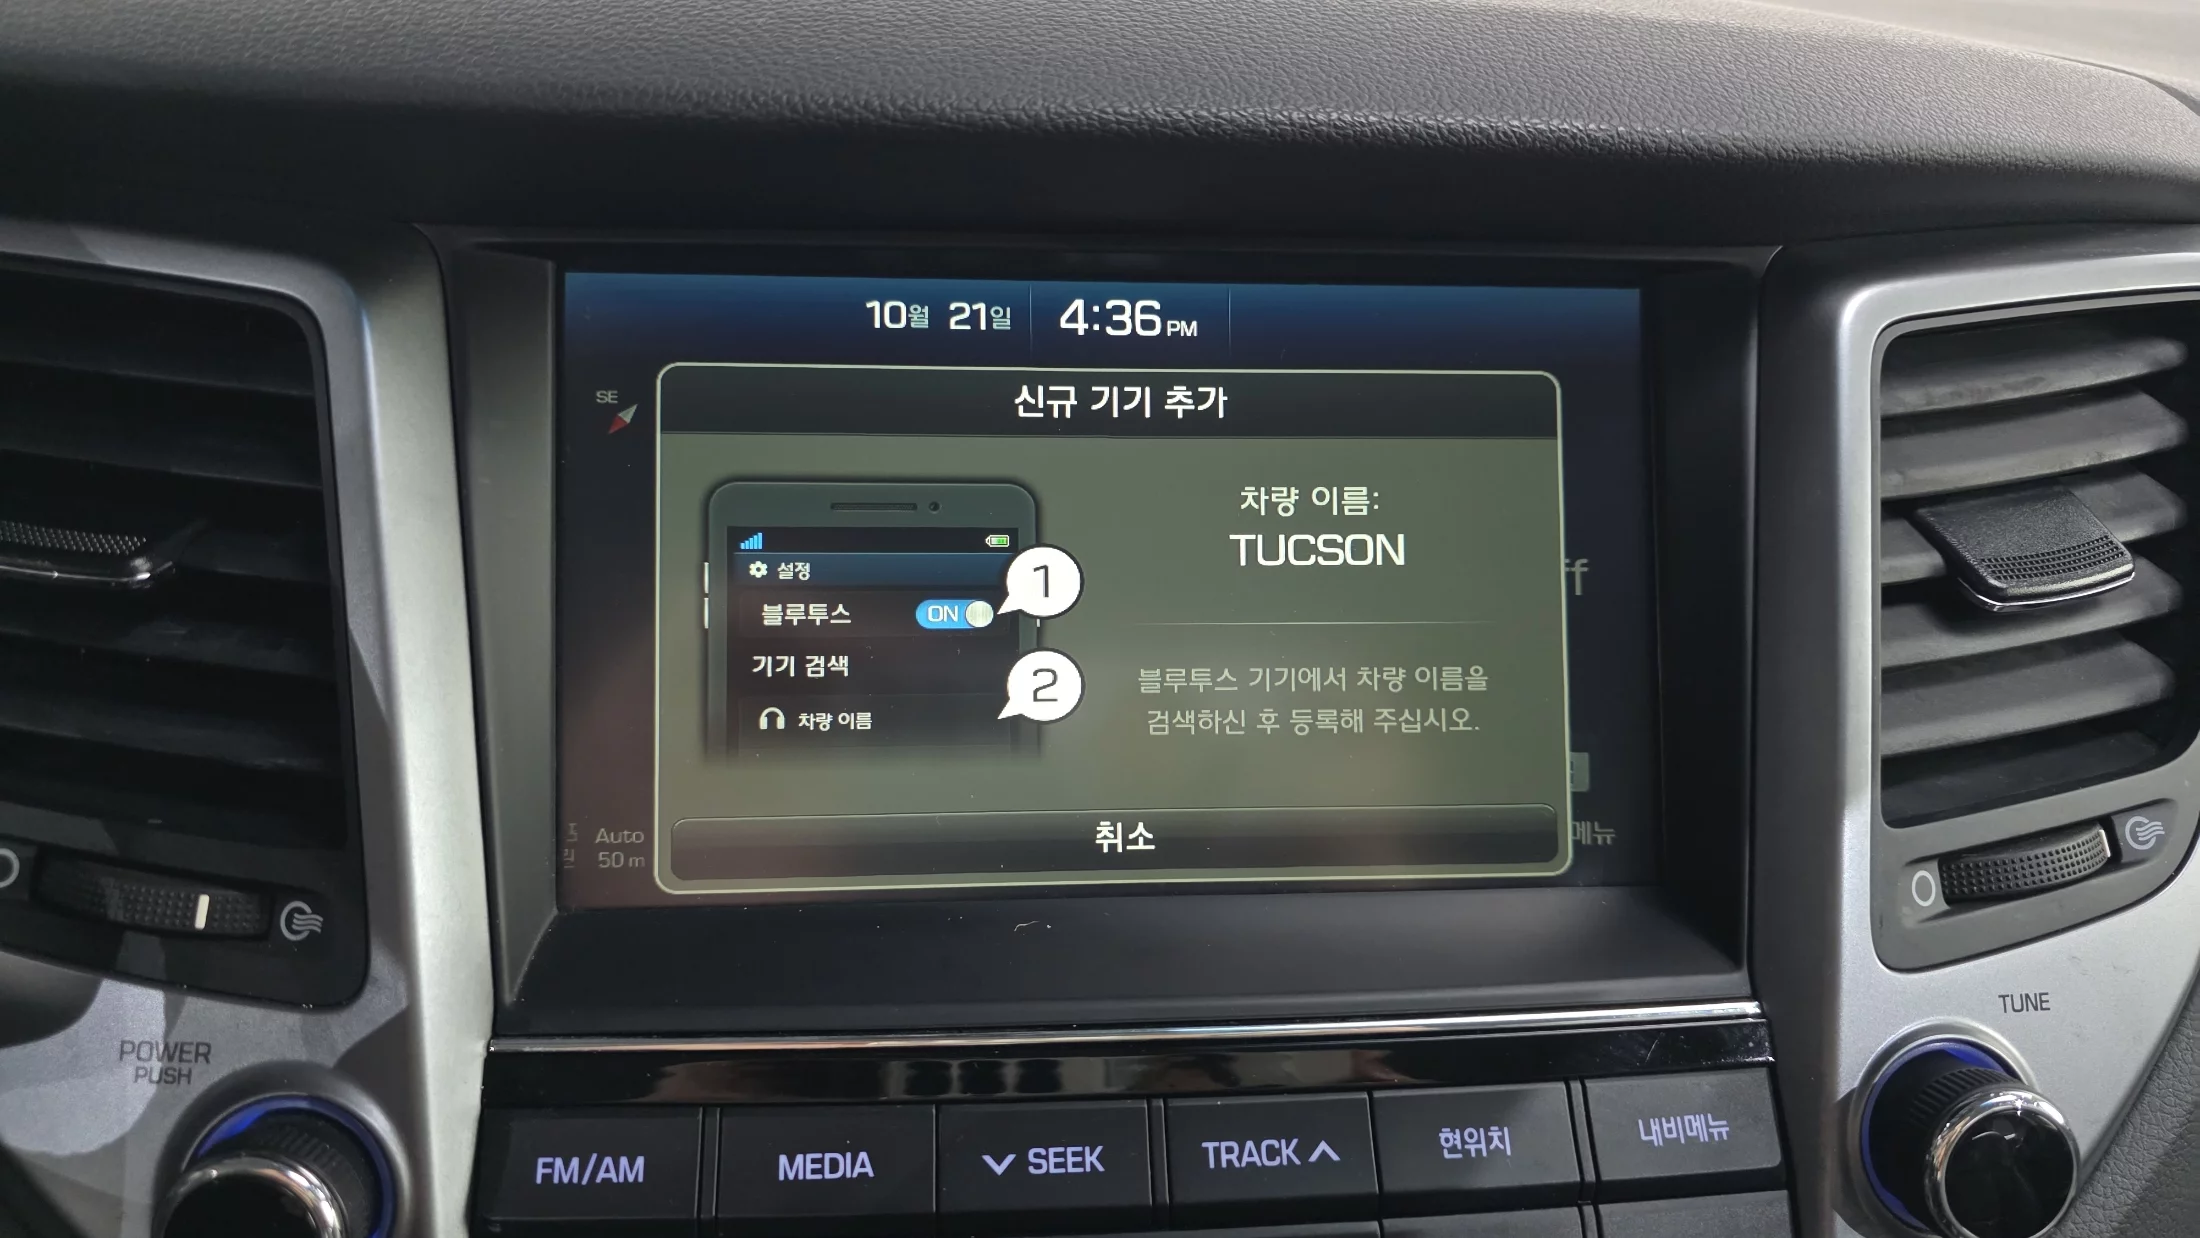 10월 21일 4:36 PM
SE
신규 기기 추가
설정
블루투스 ON
1
기기 검색
2
차량 이름
차량 이름:
TUCSON
블루투스 기기에서 차량 이름을
검색하신 후 등록해 주십시오.
취소
Auto
50 m
메뉴
POWER
PUSH
TUNE
FM/AM
MEDIA
SEEK
TRACK
현위치
내비메뉴